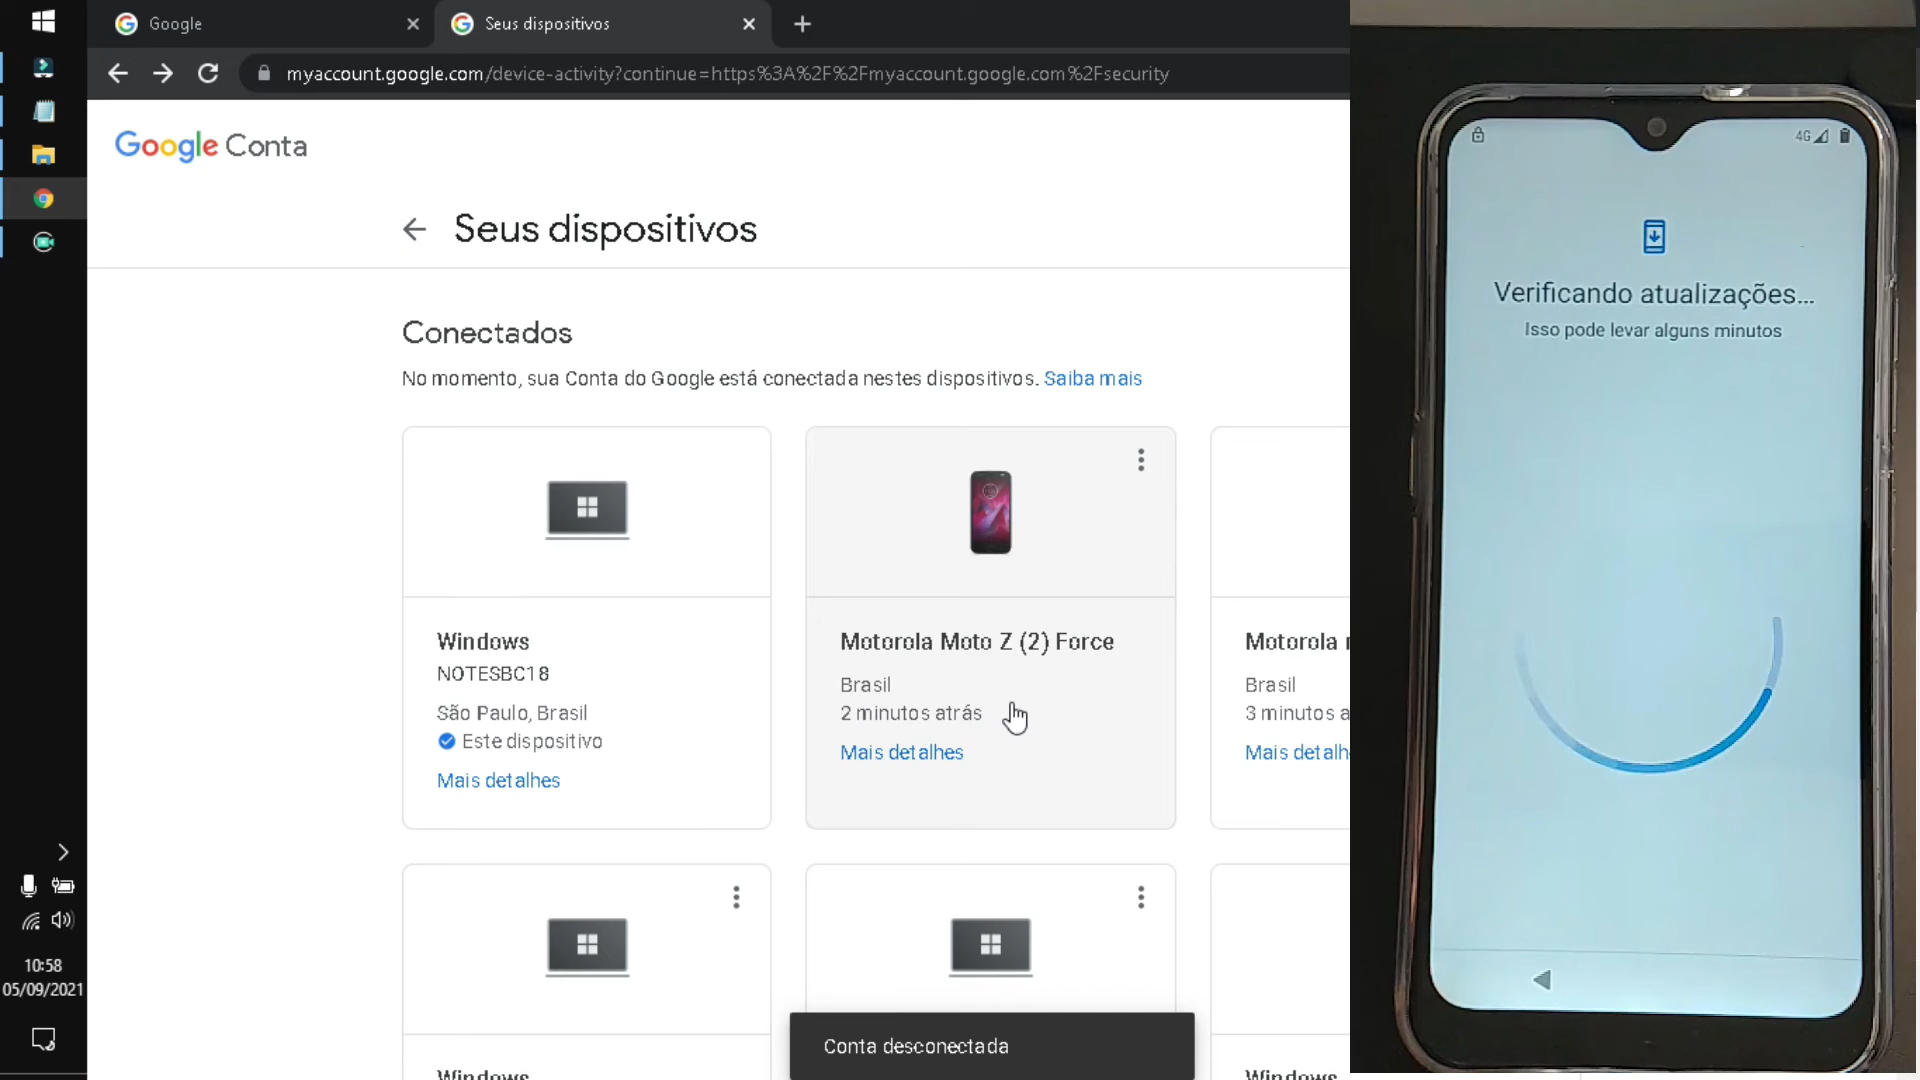 Google
Seus dispositivos
myaccount.google.com/device-activity?continue=https%3A%2F%2Fmyaccount.google.com%2Fsecurity
Google Conta
Seus dispositivos
Conectados
No momento, sua Conta do Google está conectada nestes dispositivos. Saiba mais
Windows
NOTESBC18
São Paulo, Brasil
Este dispositivo
Mais detalhes
Motorola Moto Z (2) Force
Brasil
2 minutos atrás
Mais detalhes
Motorola
Brasil
3 minutos a
Mais detalh
Windows
Windows
Conta desconectada
10:58
05/09/2021
4G
Verificando atualizações...
Isso pode levar alguns minutos